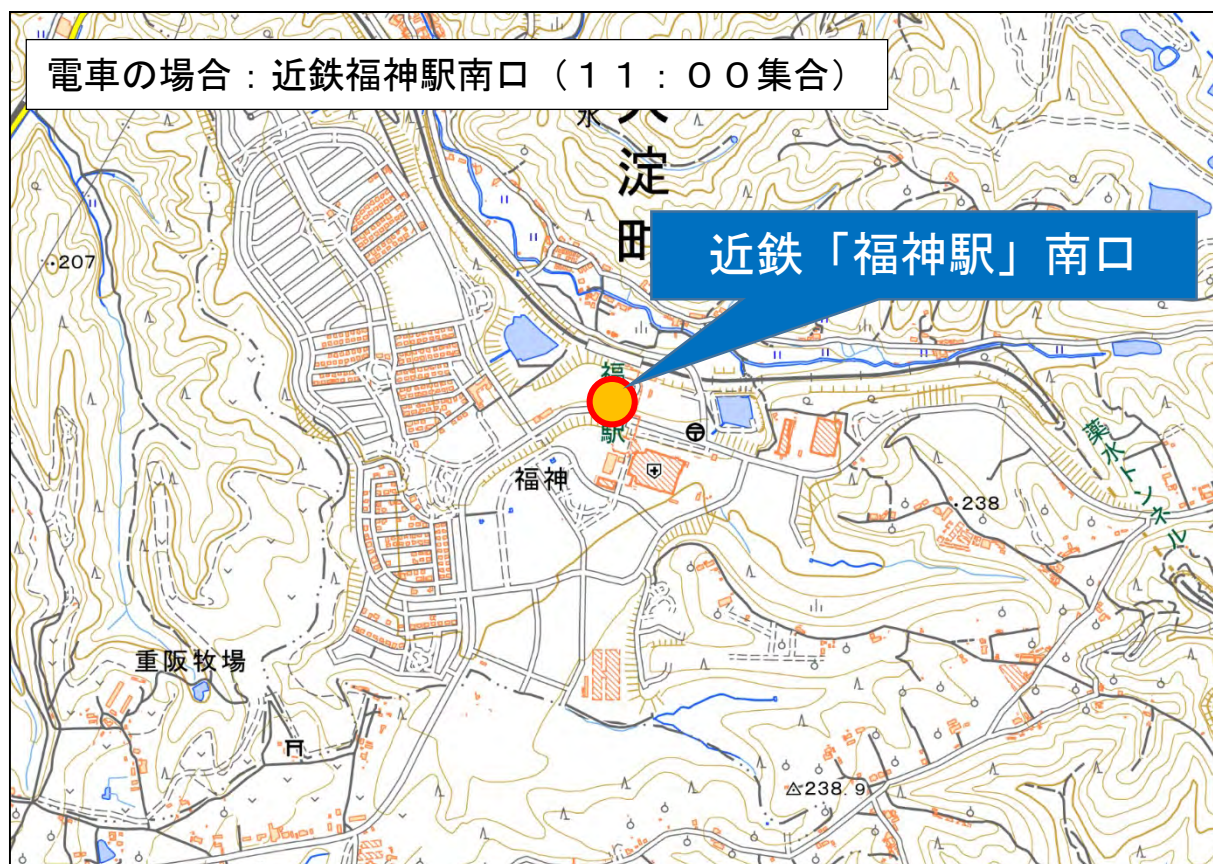 電車の場合：近鉄福神駅南口（１１：００集合）
淀
町
近鉄「福神駅」南口
・207
福
駅
福神
薬水トンネル
・238
重阪牧場
238.9